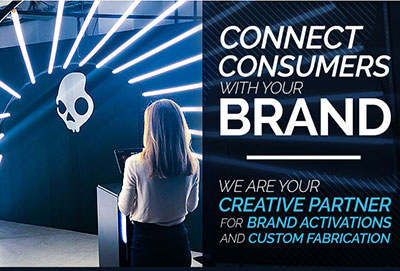 CONNECT
CONSUMERS
WITH YOUR
BRAND
WE ARE YOUR
CREATIVE PARTNER
FOR BRAND ACTIVATIONS
AND CUSTOM FABRICATION